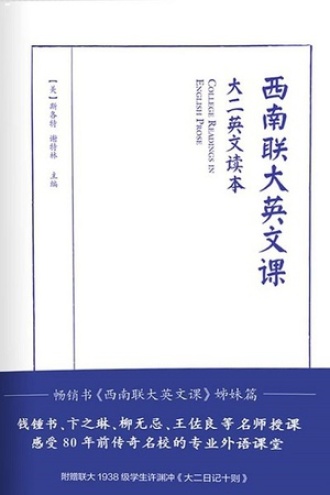 西南联大英文课
大二英文读本
COLLEGE READINGS IN
ENGLISH PROSE
【美】斯各特 谢特林 主编
畅销书《西南联大英文课》姊妹篇
钱锺书、卞之琳、柳无忌、王佐良等名师授课
感受80年前传奇名校的专业外语课堂
附赠联大1938级学生许渊冲《大二日记十则》